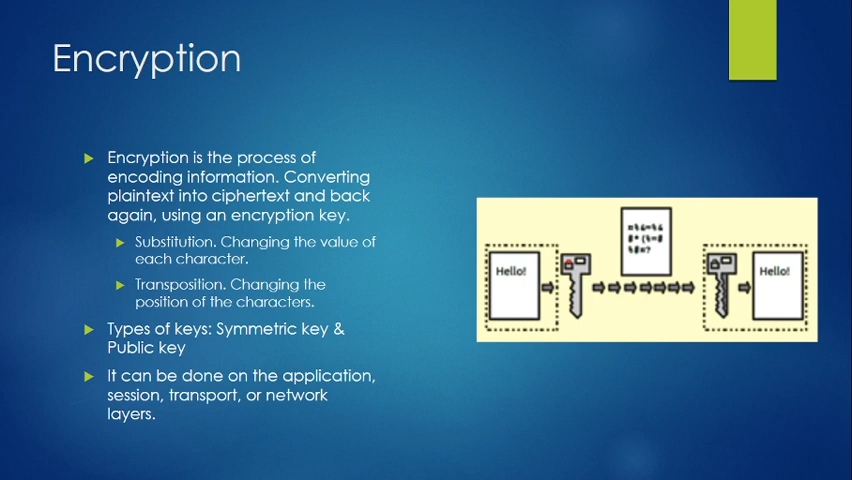 Encryption
Encryption is the process of
encoding information. Converting
plaintext into ciphertext and back
again, using an encryption key.
Substitution. Changing the value of
each character.
Transposition. Changing the
position of the characters.
Types of keys: Symmetric key &
Public key
It can be done on the application,
session, transport, or network
layers.
Hello!
Hello!